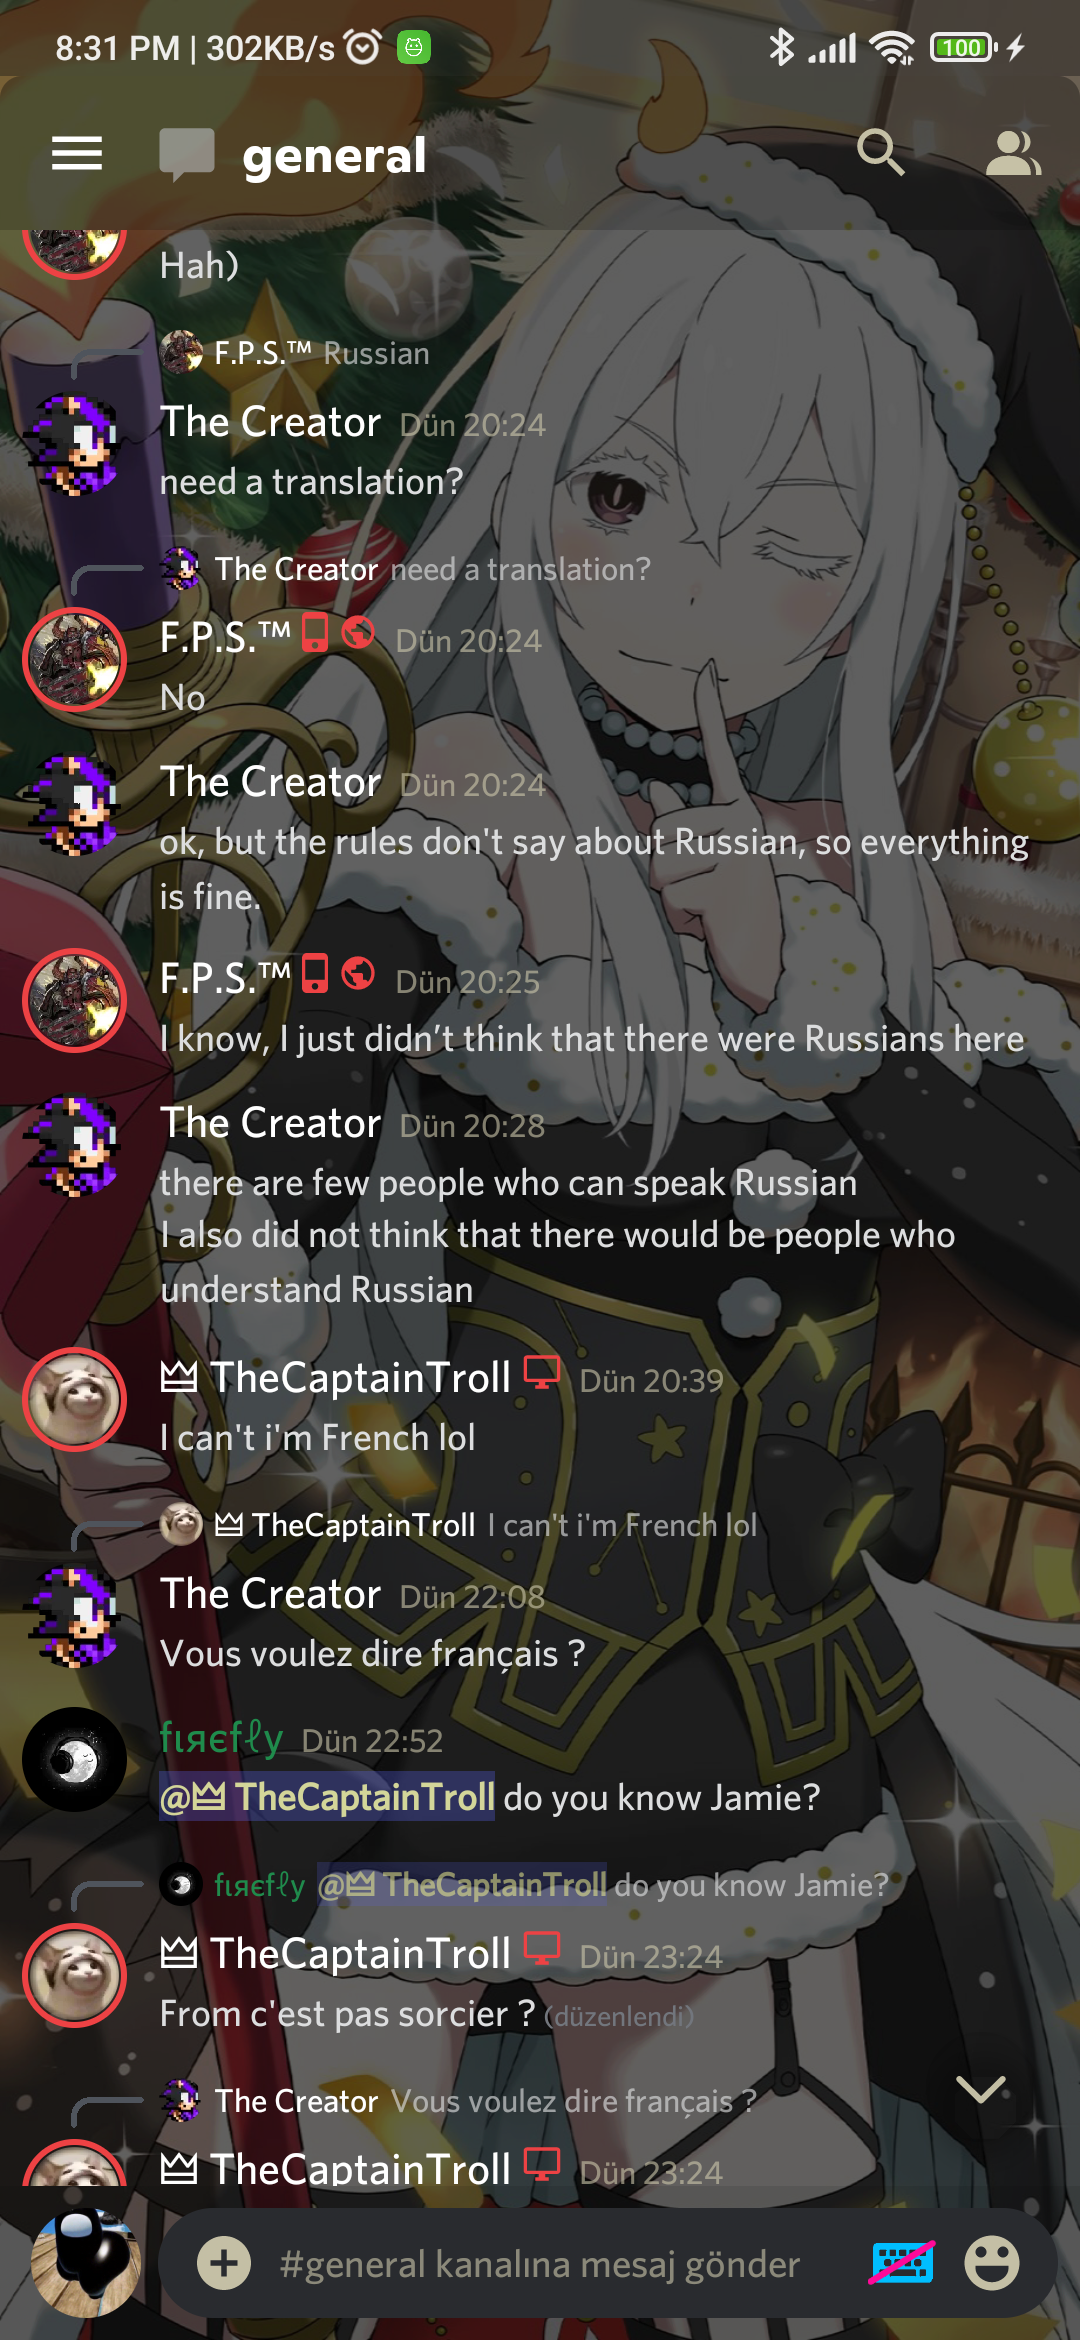 8:31 PM | 302KB/s
100
general
Hah)
F.P.S.™ Russian
The Creator Dün 20:24
need a translation?
The Creator need a translation?
F.P.S.™ Dün 20:24
No
The Creator Dün 20:24
ok, but the rules don't say about Russian, so everything
is fine.
F.P.S.™ Dün 20:25
I know, I just didn’t think that there were Russians here
The Creator Dün 20:28
there are few people who can speak Russian
I also did not think that there would be people who
understand Russian
TheCaptainTroll Dün 20:39
I can't i'm French lol
TheCaptainTroll I can't i'm French lol
The Creator Dün 22:08
Vous voulez dire français ?
fιяєfℓy Dün 22:52
@TheCaptainTroll do you know Jamie?
fιяєfℓy @TheCaptainTroll do you know Jamie?
TheCaptainTroll Dün 23:24
From c'est pas sorcier ? (düzenlendi)
The Creator Vous voulez dire français ?
TheCaptainTroll Dün 23:24
#general kanalına mesaj gönder